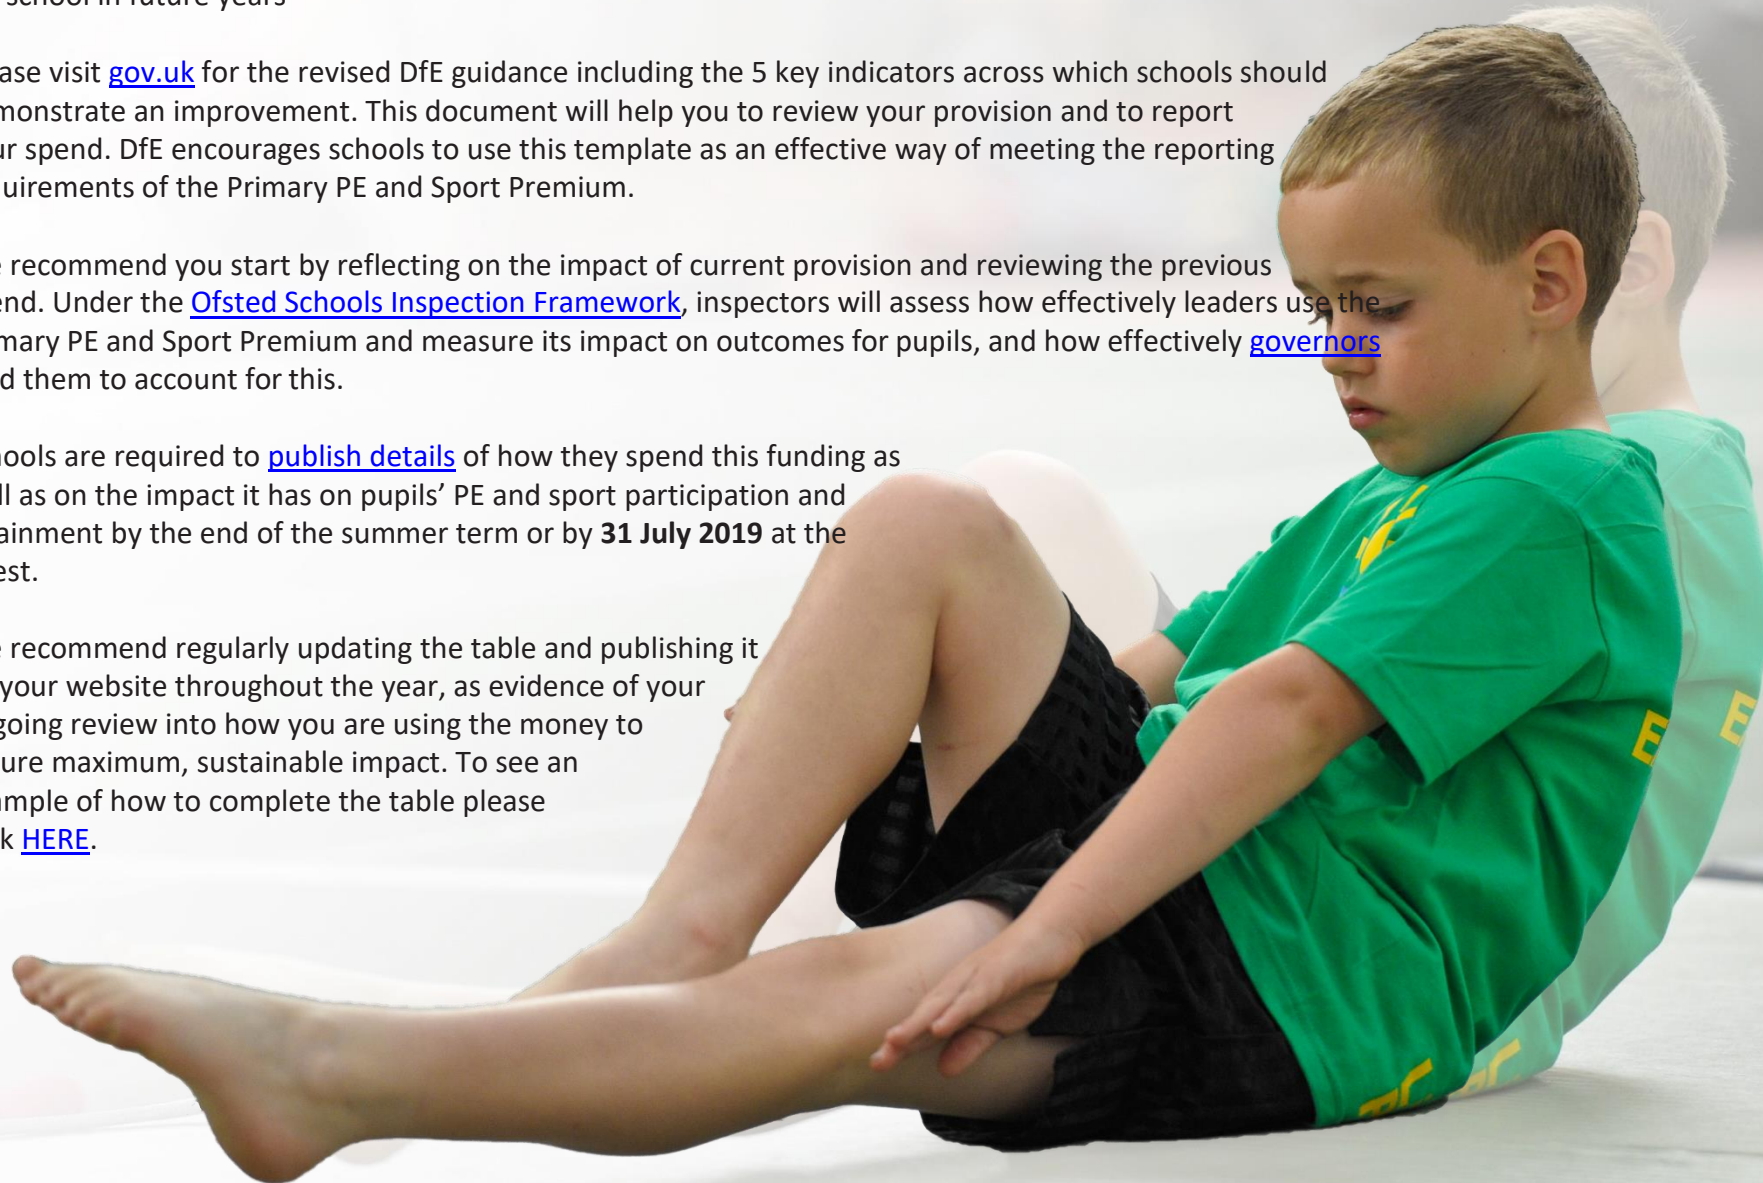 school in future years
ase visit gov.uk for the revised DfE guidance including the 5 key indicators across which schools should
monstrate an improvement. This document will help you to review your provision and to report
ur spend. DfE encourages schools to use this template as an effective way of meeting the reporting
uirements of the Primary PE and Sport Premium.
e recommend you start by reflecting on the impact of current provision and reviewing the previous
end. Under the Ofsted Schools Inspection Framework, inspectors will assess how effectively leaders use the
mary PE and Sport Premium and measure its impact on outcomes for pupils, and how effectively governors
d them to account for this.
hools are required to publish details of how they spend this funding as
ll as on the impact it has on pupils’ PE and sport participation and
ainment by the end of the summer term or by 31 July 2019 at the
est.
e recommend regularly updating the table and publishing it
your website throughout the year, as evidence of your
going review into how you are using the money to
ure maximum, sustainable impact. To see an
ample of how to complete the table please
k HERE.